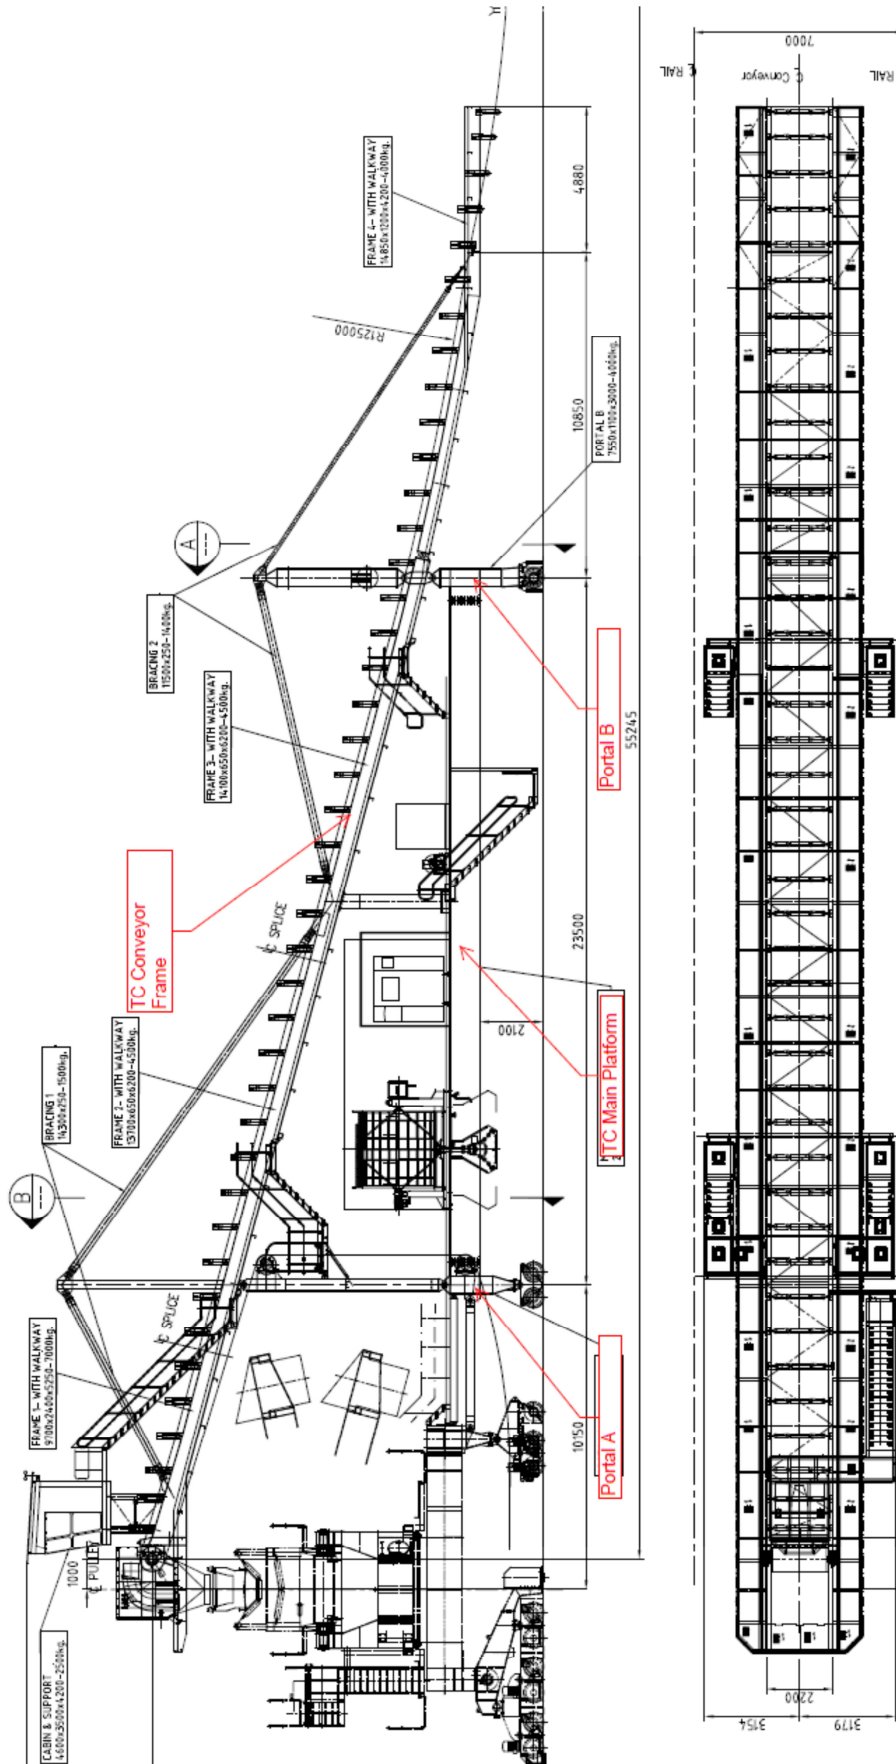 7000
℄ RAIL
℄ Conveyor
RAIL
FRAME 4- WITH WALKWAY
14850x1200x4200-4000kg.
4880
R125000
10850
PORTAL B
7550x1100x3000-4000kg.
A
BRACING 2
11500x250-1400kg.
FRAME 3- WITH WALKWAY
14100x650x6200-4500kg.
Portal B
55245
TC Conveyor
Frame
℄ SPLICE
23500
2100
TC Main Platform
BRACING 1
14300x250-1500kg.
FRAME 2- WITH WALKWAY
13700x650x6200-4500kg.
B
℄ SPLICE
FRAME 1- WITH WALKWAY
9700x2400x5250-7000kg.
Portal A
10150
1000
℄ PULLEY
CABIN & SUPPORT
4600x3500x4200-2500kg.
2200
3154
3179